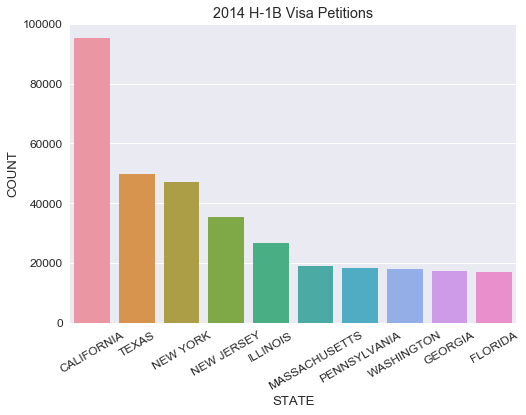 2014 H-1B Visa Petitions
100000
80000
60000
40000
20000
0
COUNT
CALIFORNIA
TEXAS
NEW YORK
NEW JERSEY
ILLINOIS
MASSACHUSETTS
PENNSYLVANIA
WASHINGTON
GEORGIA
FLORIDA
STATE